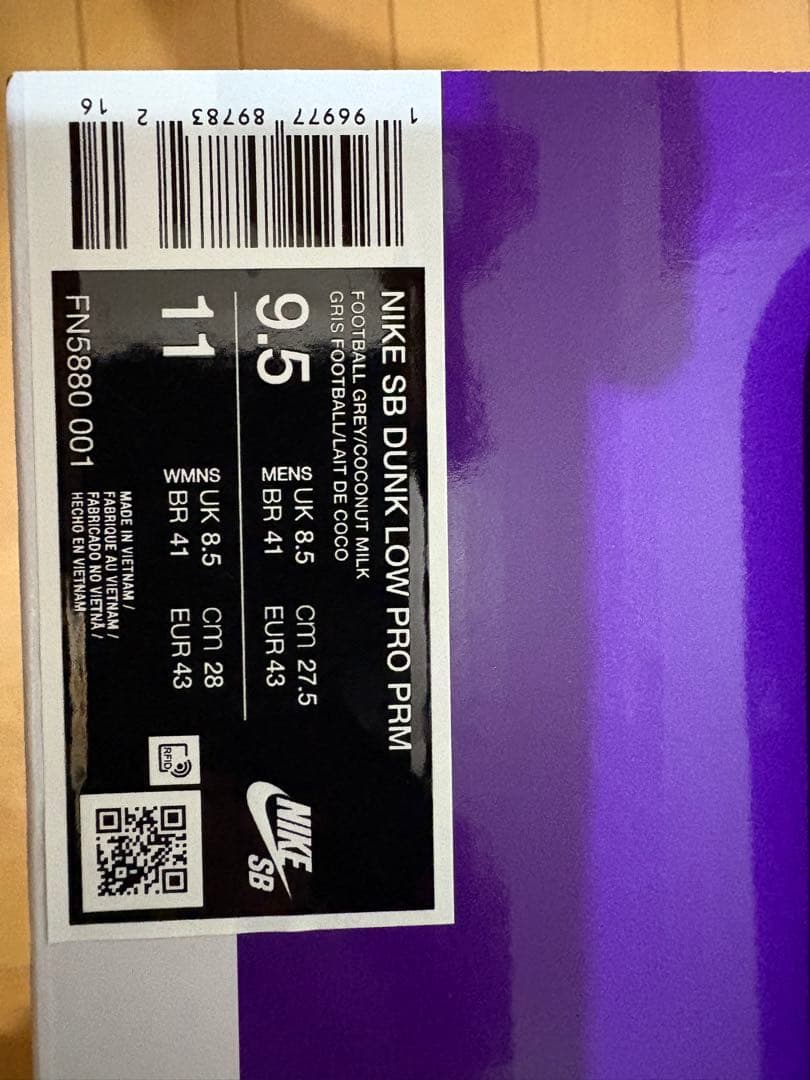 NIKE SB DUNK LOW PRO PRM
FOOTBALL GREY/COCONUT MILK
GRIS FOOTBALL/LAIT DE COCO
9.5
MENS UK 8.5 cm 27.5
BR 41 EUR 43
11
WMNS UK 8.5 cm 28
BR 41 EUR 43
FN5880 001
MADE IN VIETNAM /
FABRIQUE AU VIETNAM /
FABRICADO NO VIETNÃ /
HECHO EN VIETNAM
RFID
NIKE
SB
1 96977 89783 2 16